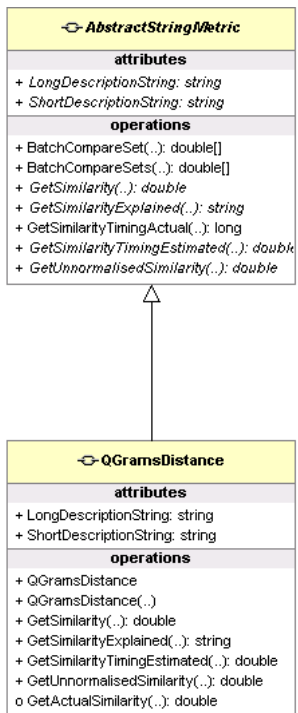 AbstractStringMetric
attributes
+ LongDescriptionString: string
+ ShortDescriptionString: string
operations
+ BatchCompareSet(..): double[]
+ BatchCompareSets(..): double[]
+ GetSimilarity(..): double
+ GetSimilarityExplained(..): string
+ GetSimilarityTimingActual(..): long
+ GetSimilarityTimingEstimated(..): double
+ GetUnnormalisedSimilarity(..): double
QGramsDistance
attributes
+ LongDescriptionString: string
+ ShortDescriptionString: string
operations
+ QGramsDistance
+ QGramsDistance(..)
+ GetSimilarity(..): double
+ GetSimilarityExplained(..): string
+ GetSimilarityTimingEstimated(..): double
+ GetUnnormalisedSimilarity(..): double
o GetActualSimilarity(..): double